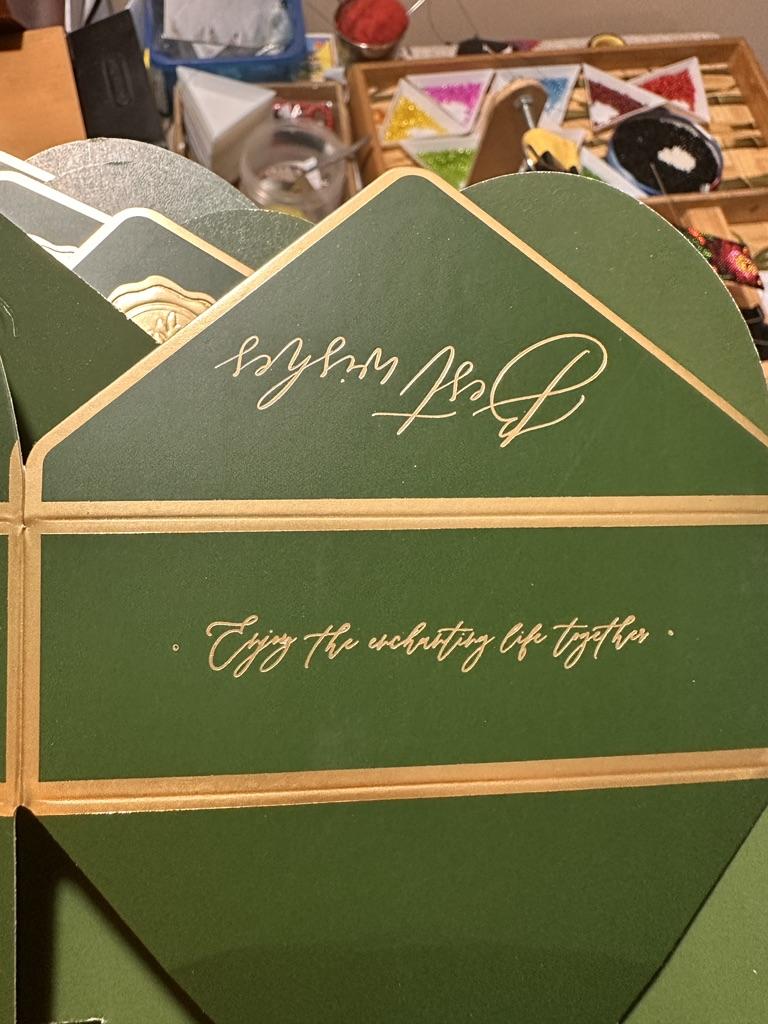 Best wishes
Enjoy the enchanting life together